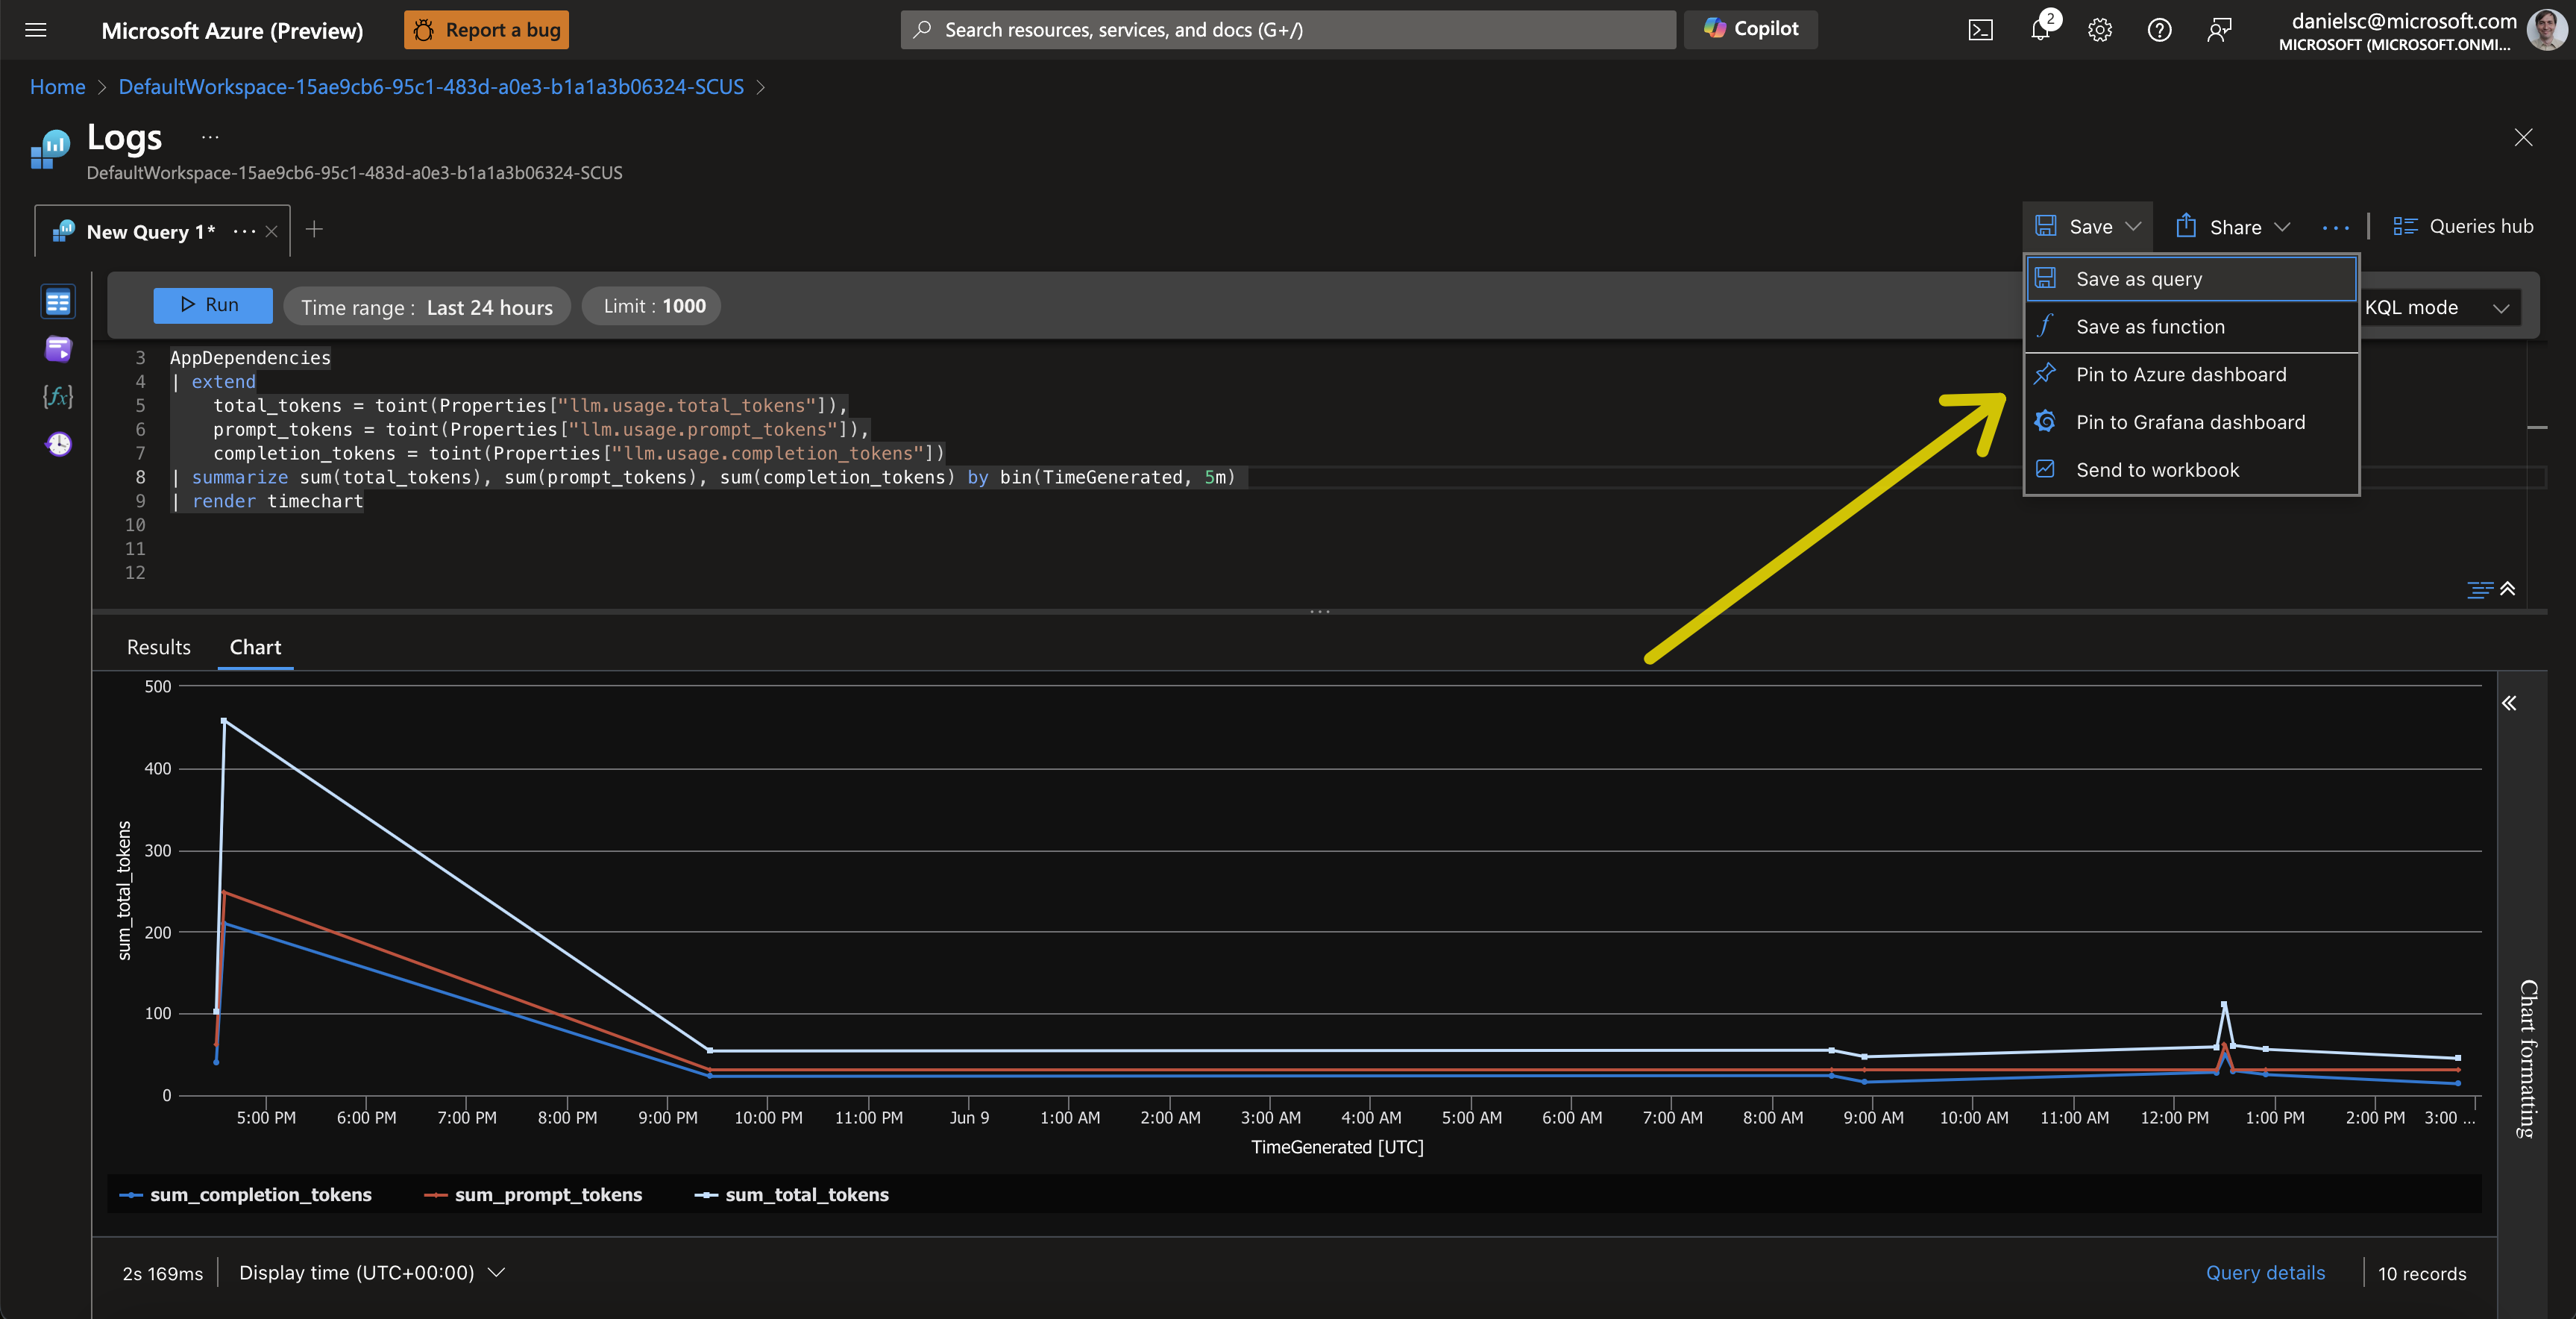 Microsoft Azure (Preview)
Report a bug
Search resources, services, and docs (G+/)
Copilot
2
danielsc@microsoft.com
MICROSOFT (MICROSOFT.ONMI...
Home > DefaultWorkspace-15ae9cb6-95c1-483d-a0e3-b1a1a3b06324-SCUS >
Logs ...
DefaultWorkspace-15ae9cb6-95c1-483d-a0e3-b1a1a3b06324-SCUS
New Query 1* ...
Save
Share
...
Queries hub
Run
Time range : Last 24 hours
Limit : 1000
KQL mode
Save as query
Save as function
Pin to Azure dashboard
Pin to Grafana dashboard
Send to workbook
3 AppDependencies
4 | extend
5 total_tokens = toint(Properties["llm.usage.total_tokens"]),
6 prompt_tokens = toint(Properties["llm.usage.prompt_tokens"]),
7 completion_tokens = toint(Properties["llm.usage.completion_tokens"])
8 | summarize sum(total_tokens), sum(prompt_tokens), sum(completion_tokens) by bin(TimeGenerated, 5m)
9 | render timechart
10
11
12
Results
Chart
500
400
300
200
100
0
sum_total_tokens
5:00 PM 6:00 PM 7:00 PM 8:00 PM 9:00 PM 10:00 PM 11:00 PM Jun 9 1:00 AM 2:00 AM 3:00 AM 4:00 AM 5:00 AM 6:00 AM 7:00 AM 8:00 AM 9:00 AM 10:00 AM 11:00 AM 12:00 PM 1:00 PM 2:00 PM 3:00 ...
TimeGenerated [UTC]
sum_completion_tokens
sum_prompt_tokens
sum_total_tokens
Chart formatting
2s 169ms
Display time (UTC+00:00)
Query details
10 records